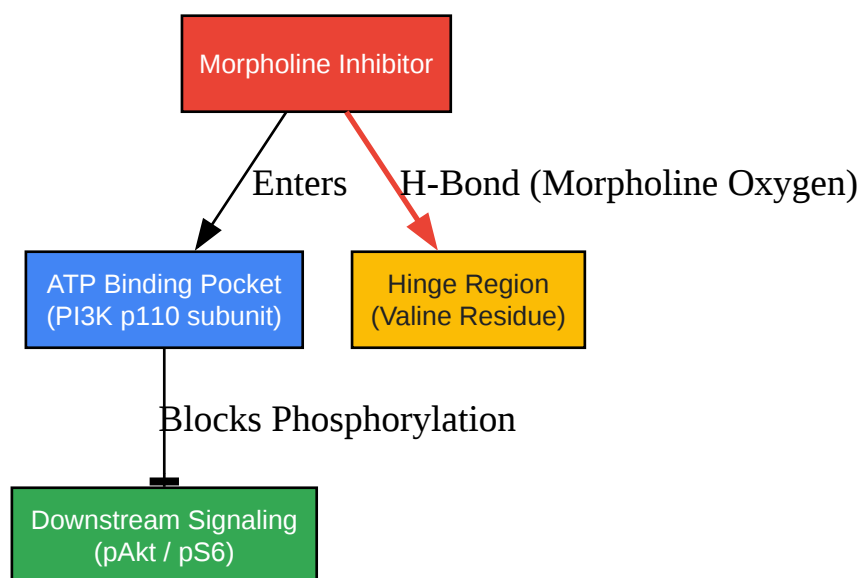 Morpholine Inhibitor
Enters
H-Bond (Morpholine Oxygen)
ATP Binding Pocket
(PI3K p110 subunit)
Hinge Region
(Valine Residue)
Blocks Phosphorylation
Downstream Signaling
(pAkt / pS6)